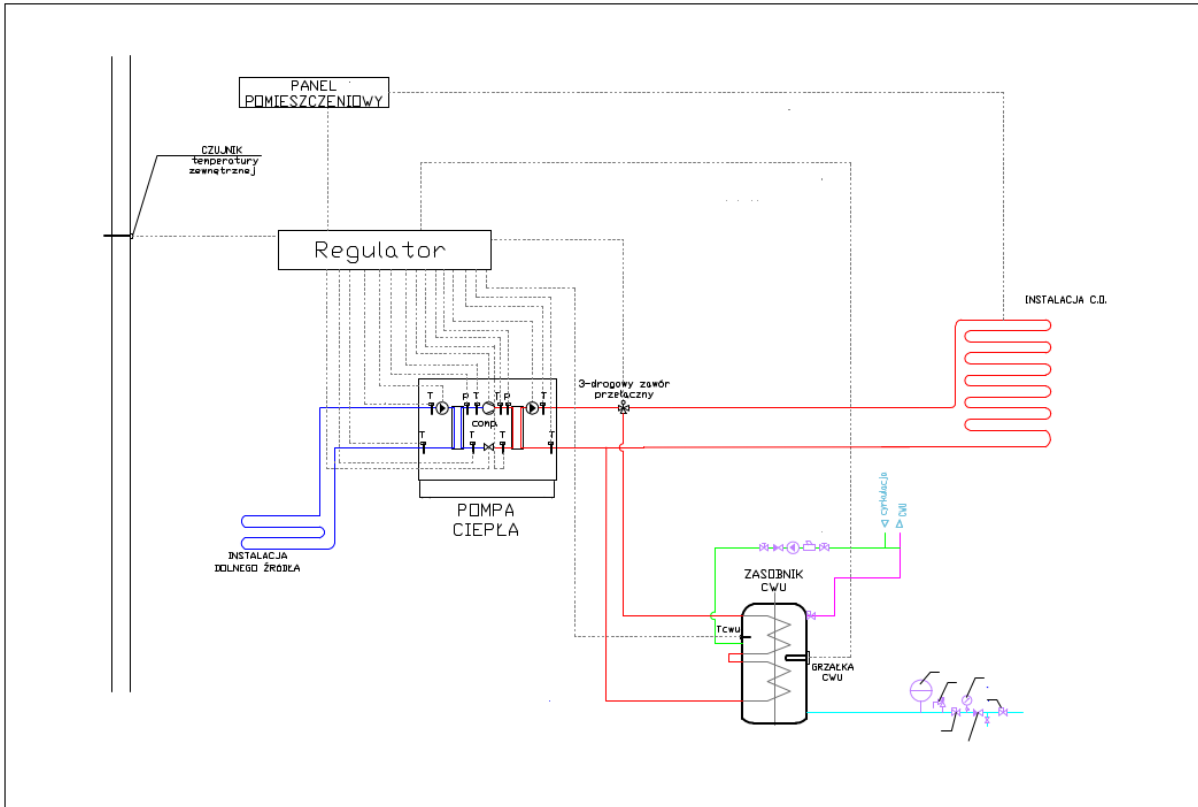 PANEL
POMIESZCZENIOWY
CZUJNIK
temperatury
zewnętrznej
Regulator
INSTALACJA C.O.
3-drogowy zawór
przełaczny
T
P
T
T
P
T
comp.
T
T
T
T
POMPA
CIEPŁA
cyrkulacja
CWU
INSTALACJA
DOLNEGO ŹRÓDŁA
ZASOBNIK
CWU
Tcwu
GRZAŁKA
CWU